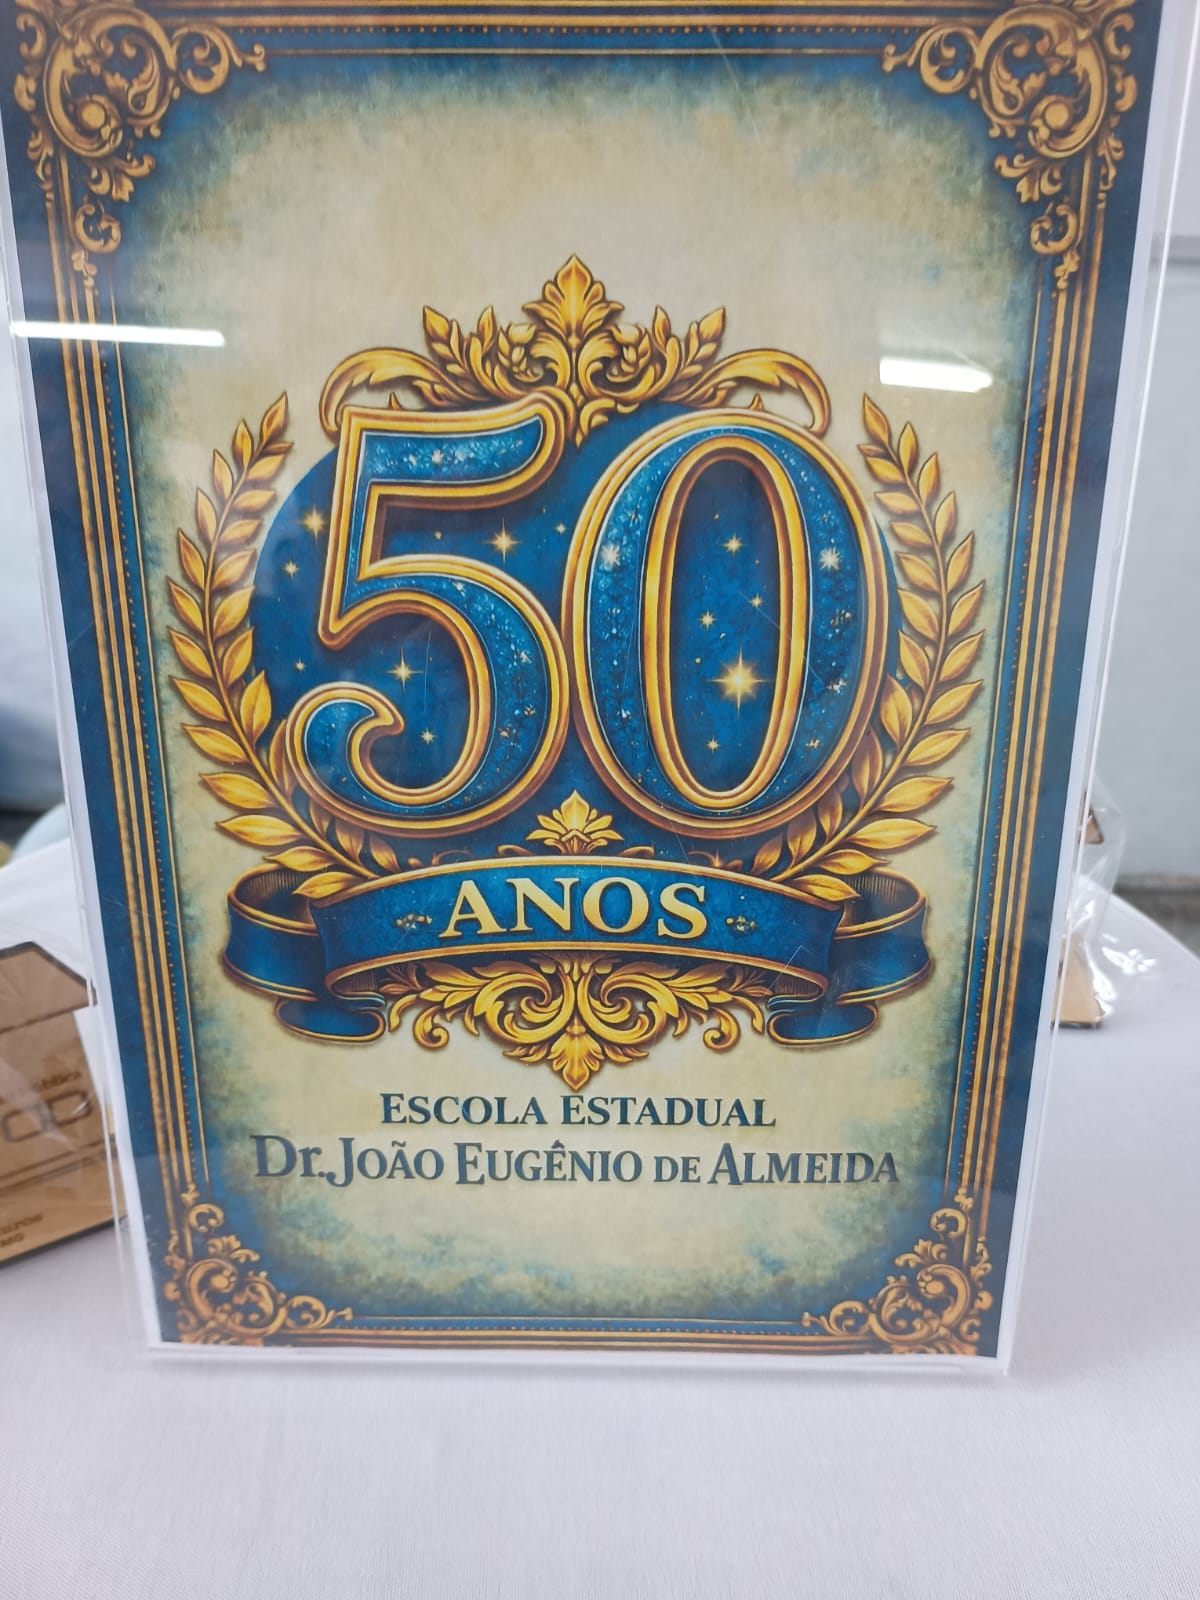 50
ANOS
ESCOLA ESTADUAL
Dr. JOÃO EUGÊNIO DE ALMEIDA